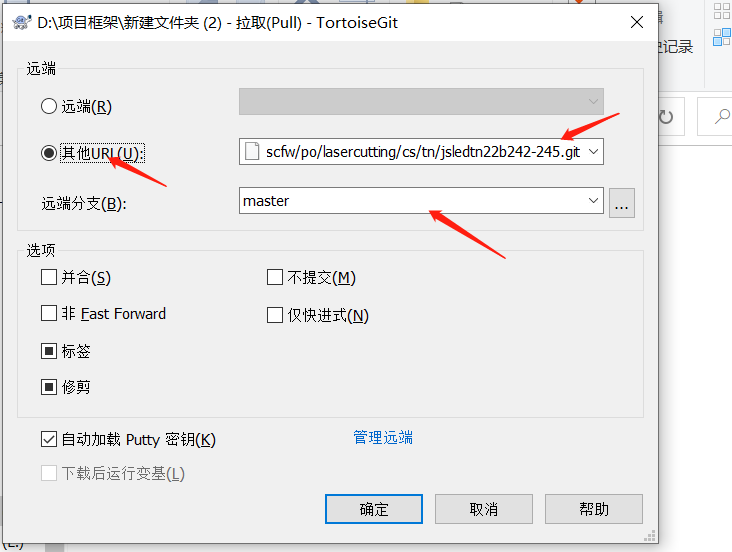 D:\项目框架\新建文件夹 (2) - 拉取(Pull) - TortoiseGit
史记录
远端
远端(R)
其他URL(U):
scfw/po/lasercutting/cs/tn/jsledtn22b242-245.git
远端分支(B):
master
...
选项
并合(S)
不提交(M)
非 Fast Forward
仅快进式(N)
标签
修剪
自动加载 Putty 密钥(K)
管理远端
下载后运行变基(L)
确定
取消
帮助